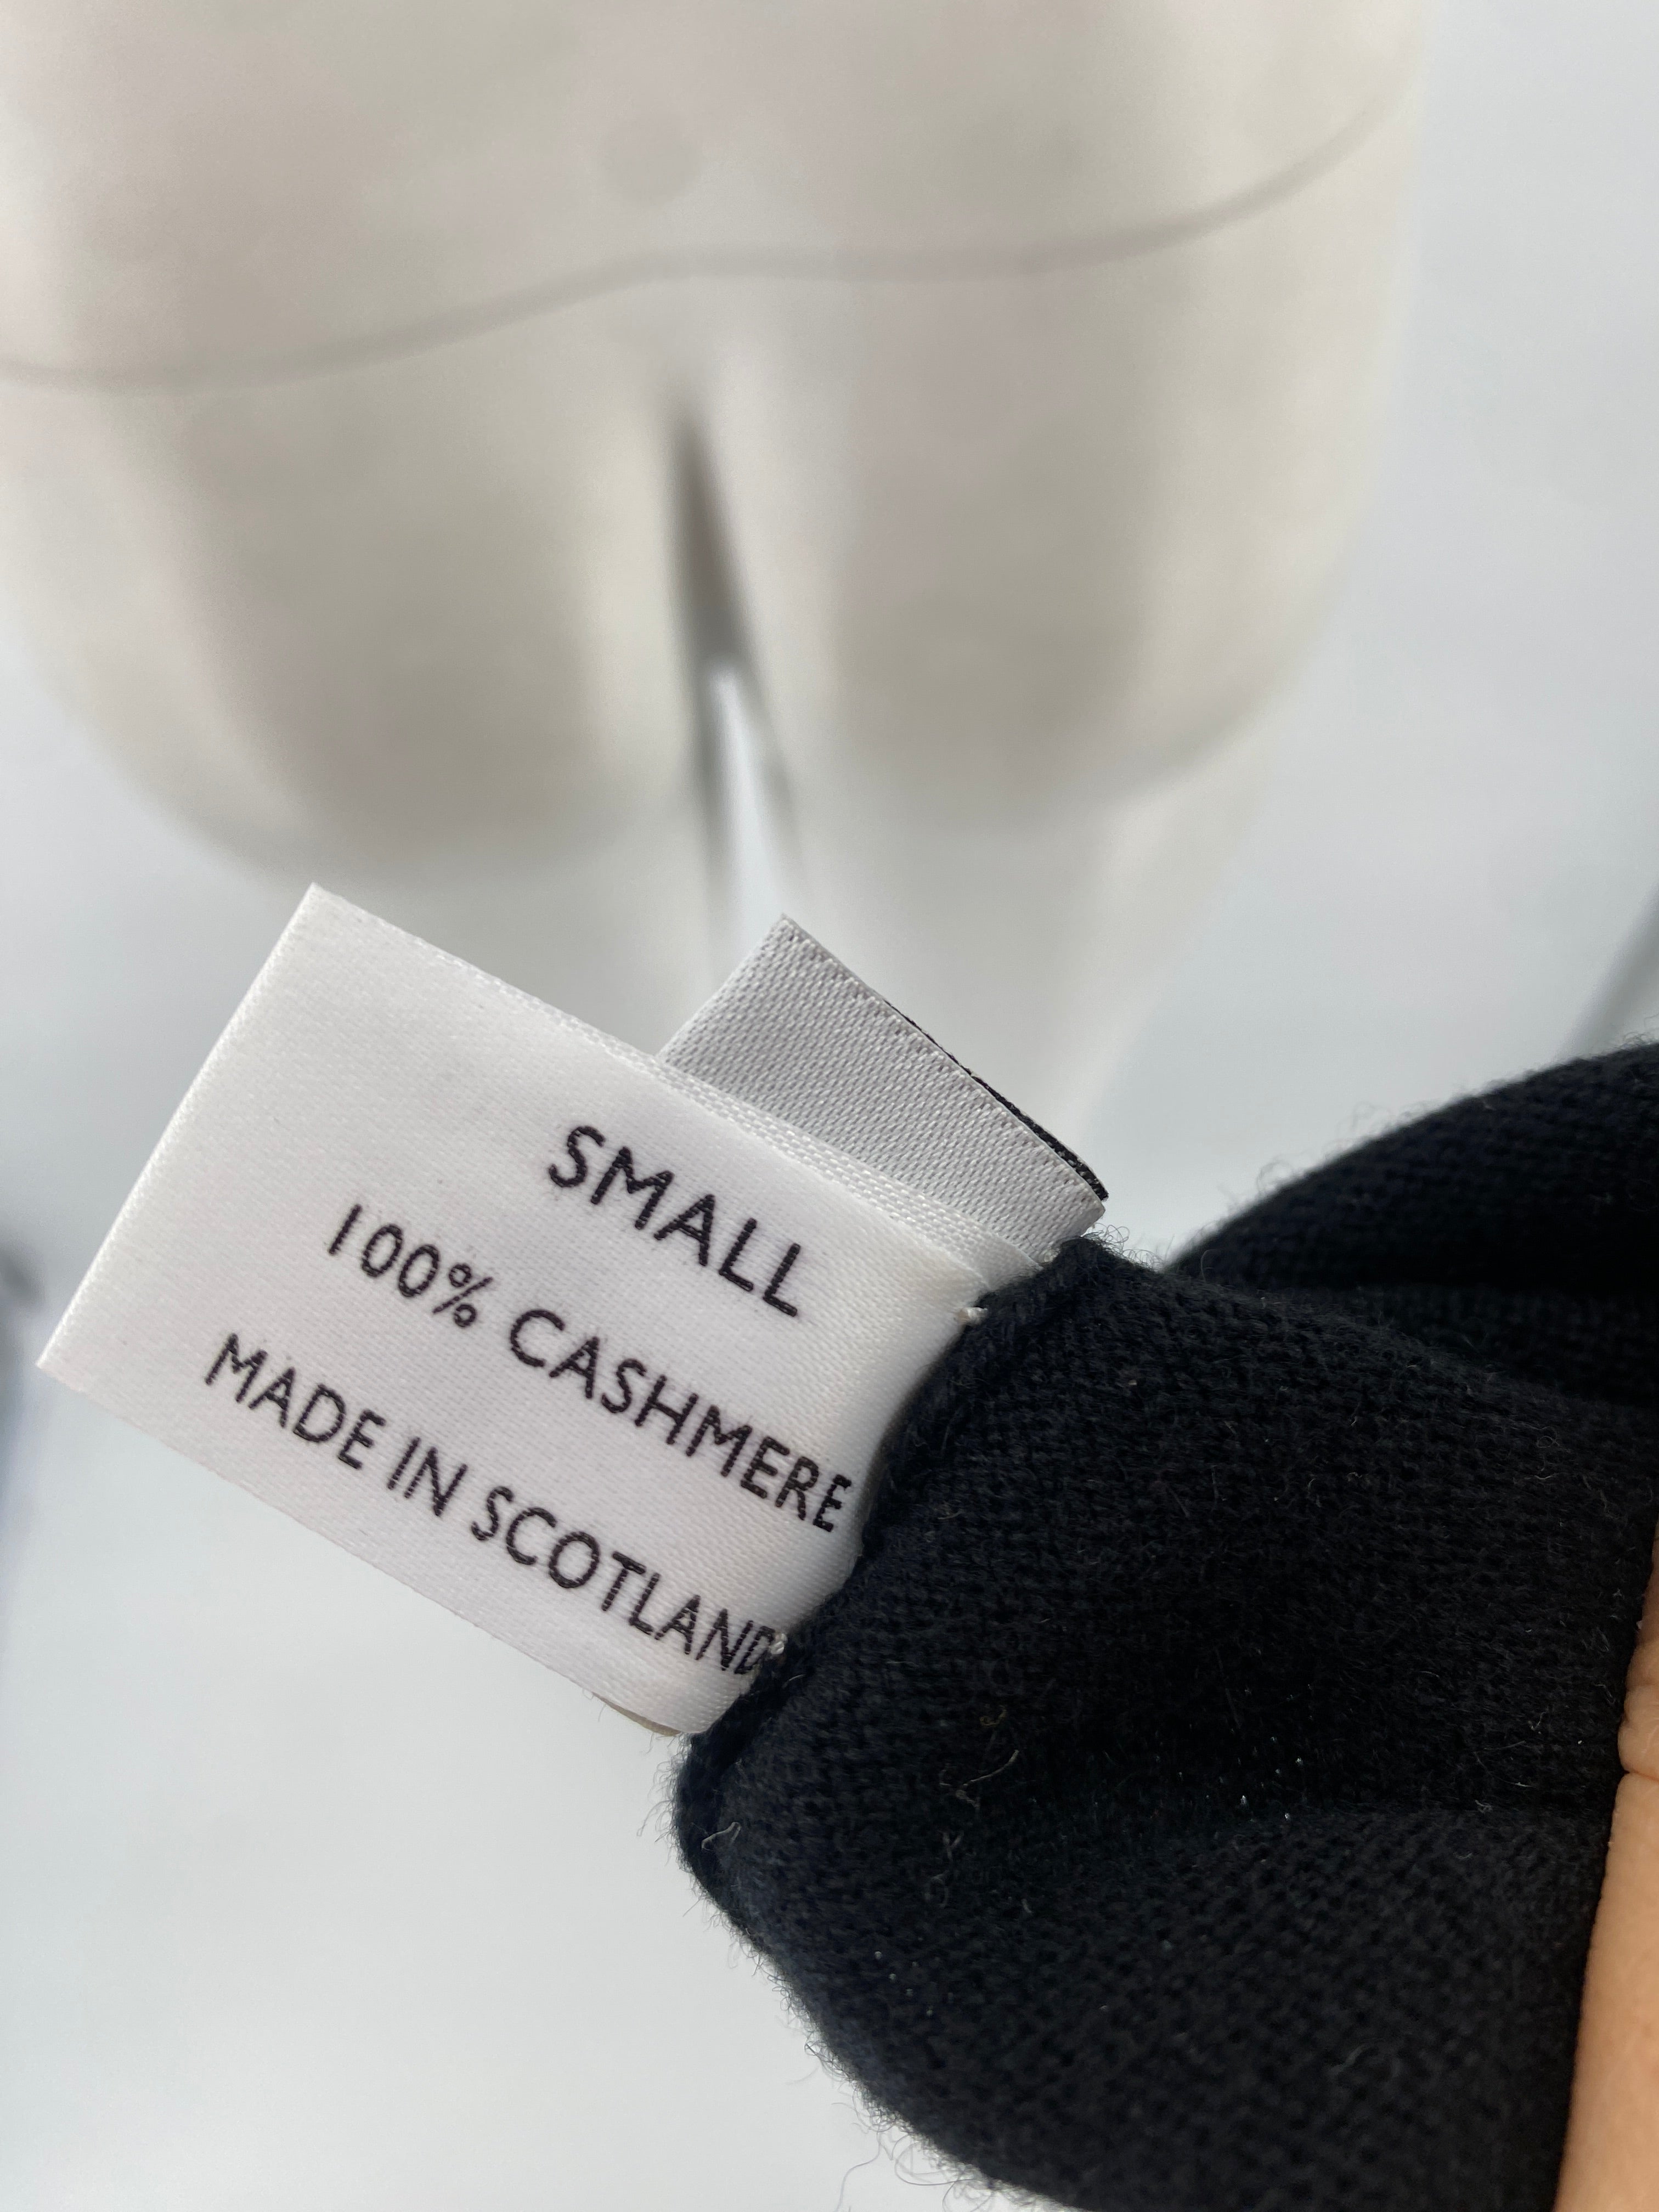 SMALL
100% CASHMERE
MADE IN SCOTLAND